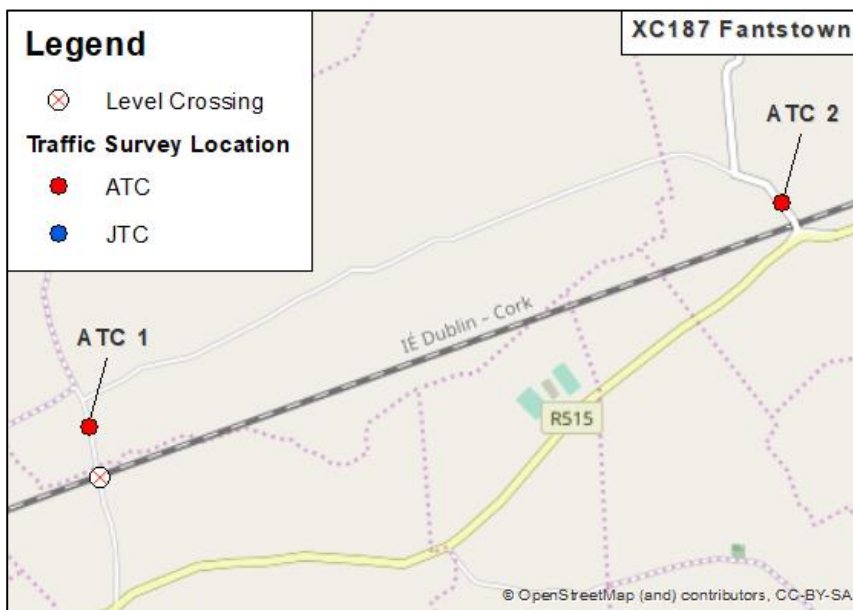 Legend
Level Crossing
Traffic Survey Location
ATC
JTC
XC187 Fantstown
ATC 2
IÉ Dublin - Cork
ATC 1
R515
© OpenStreetMap (and) contributors, CC-BY-SA